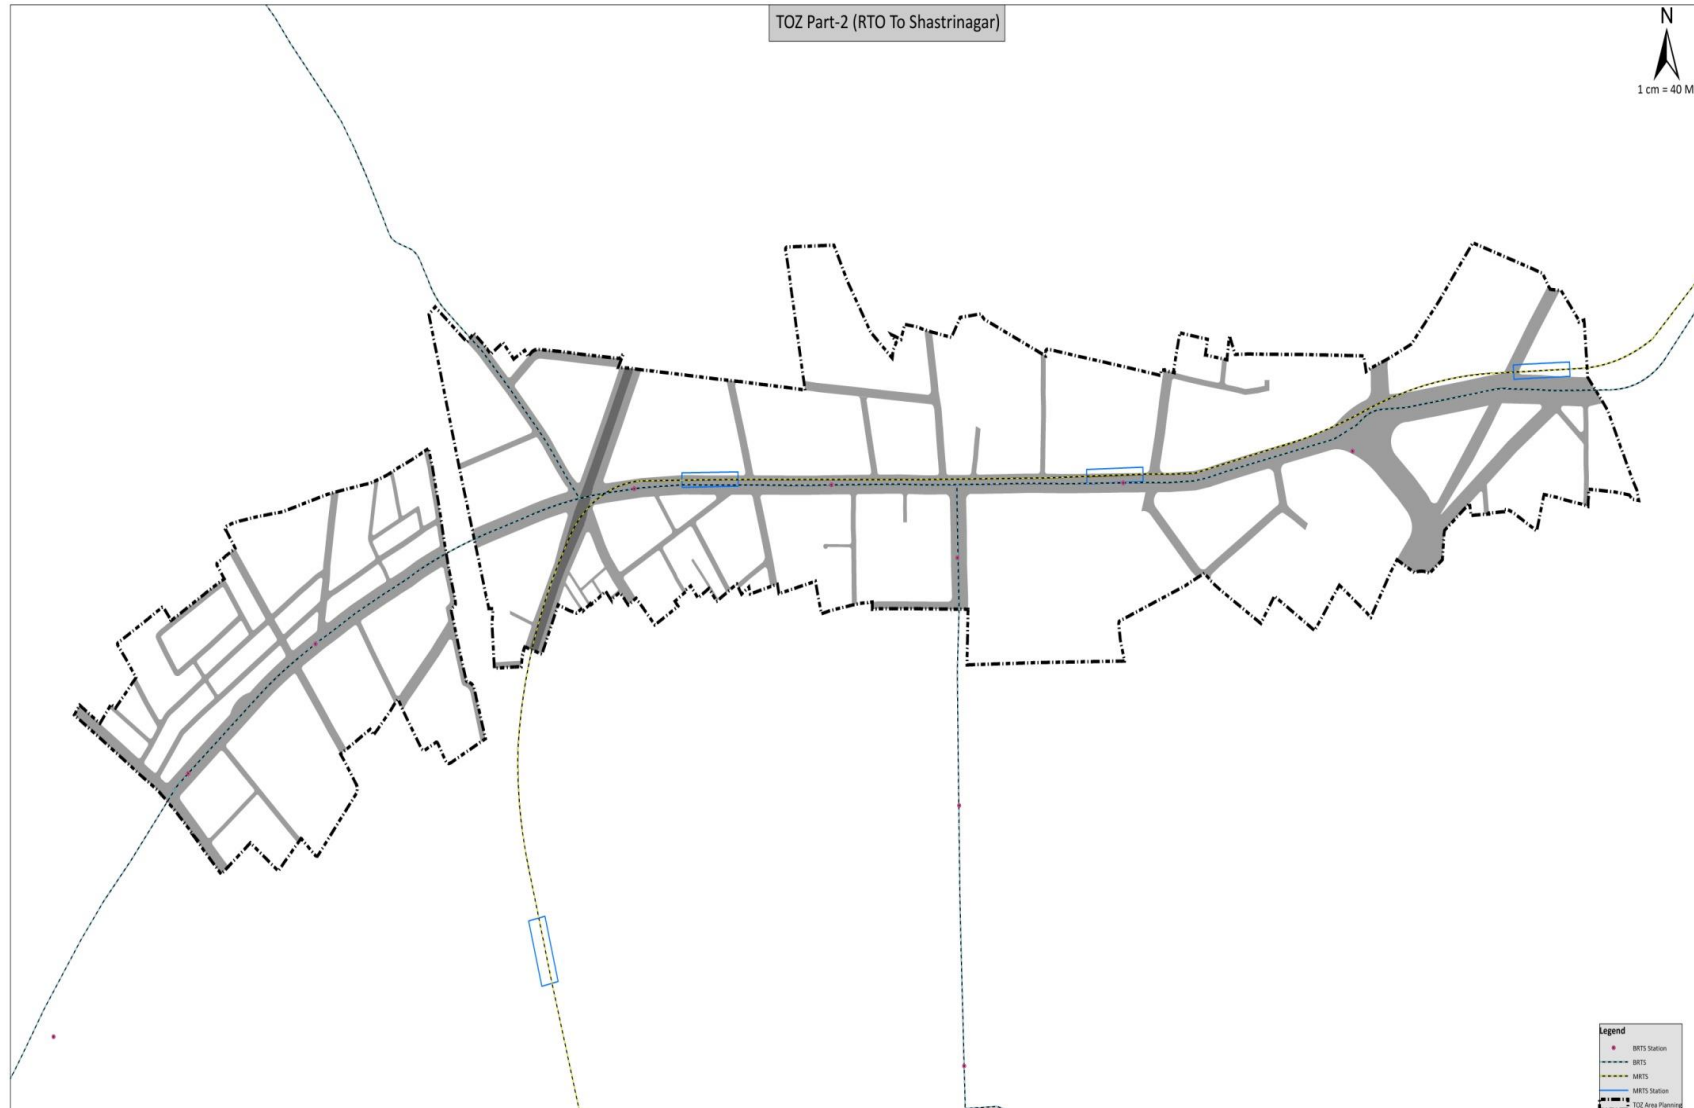 TOZ Part-2 (RTO To Shastrinagar)
N
1 cm = 40 M
Legend
BRTS Station
BRTS
MRTS
MRTS Station
TOZ Area Planning